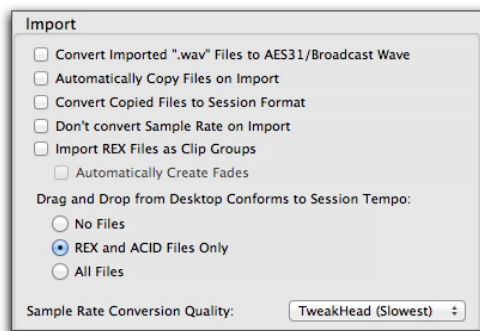 Import
Convert Imported ".wav" Files to AES31/Broadcast Wave
Automatically Copy Files on Import
Convert Copied Files to Session Format
Don't convert Sample Rate on Import
Import REX Files as Clip Groups
Automatically Create Fades
Drag and Drop from Desktop Conforms to Session Tempo:
No Files
REX and ACID Files Only
All Files
Sample Rate Conversion Quality: TweakHead (Slowest)